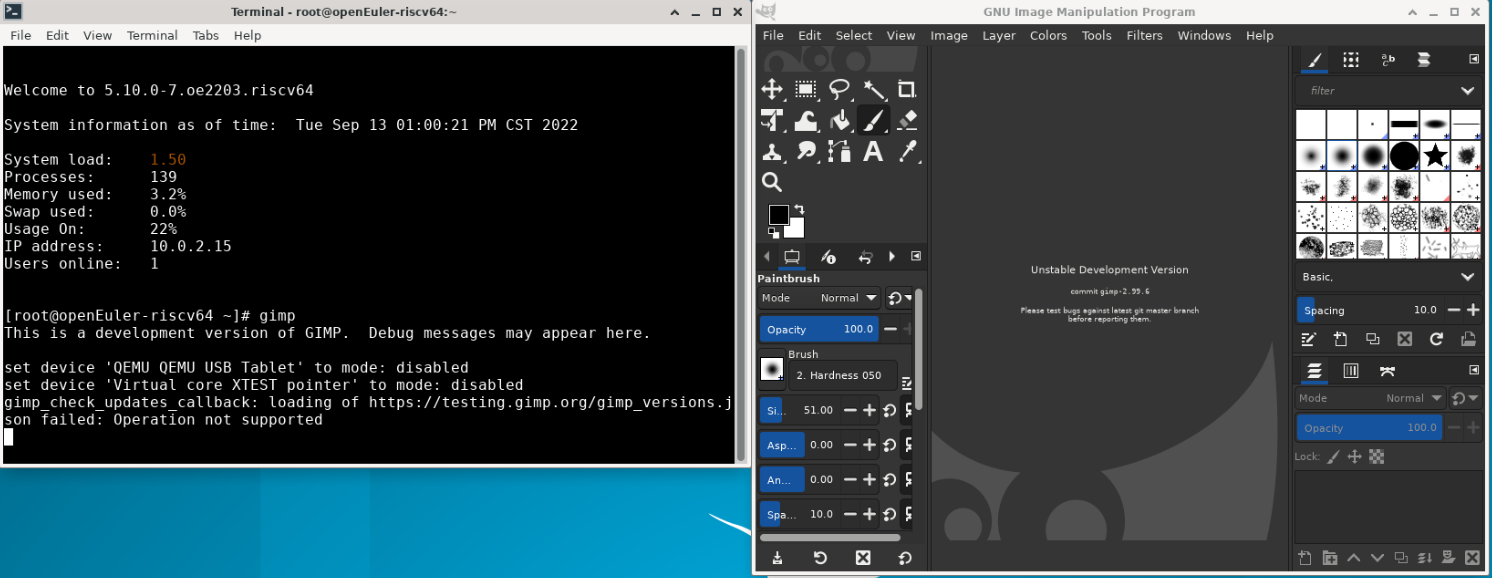 Terminal - root@openEuler-riscv64:~
File Edit View Terminal Tabs Help
Welcome to 5.10.0-7.oe2203.riscv64
System information as of time:  Tue Sep 13 01:00:21 PM CST 2022
System load:    1.50
Processes:      139
Memory used:    3.2%
Swap used:      0.0%
Usage On:       22%
IP address:     10.0.2.15
Users online:   1
[root@openEuler-riscv64 ~]# gimp
This is a development version of GIMP.  Debug messages may appear here.
set device 'QEMU QEMU USB Tablet' to mode: disabled
set device 'Virtual core XTEST pointer' to mode: disabled
gimp_check_updates_callback: loading of https://testing.gimp.org/gimp_versions.j
son failed: Operation not supported
GNU Image Manipulation Program
File Edit Select View Image Layer Colors Tools Filters Windows Help
Paintbrush
Mode Normal
Opacity 100.0
Brush
2. Hardness 050
Si... 51.00
Asp... 0.00
An... 0.00
Spa... 10.0
Unstable Development Version
commit gimp-2.99.6
Please test bugs against latest git master branch
before reporting them.
filter
Basic,
Spacing 10.0
Mode Normal
Opacity 100.0
Lock: